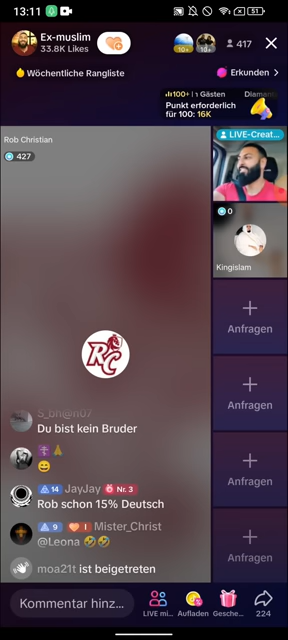 13:11
51
Ex-muslim
33.8K Likes
10+
10+
417
Wöchentliche Rangliste
Erkunden
100+
Gästen
Diaman
Punkt erforderlich
für 100: 16K
Rob Christian
427
LIVE-Creat...
RC
0
Kingislam
Anfragen
Anfragen
Anfragen
Anfragen
Du bist kein Bruder
14 JayJay Nr. 3
Rob schon 15% Deutsch
9 I Mister_Christ
@Leona 🤣🤣
moa21t ist beigetreten
Kommentar hinz...
LIVE mi...
Aufladen
Gesche...
224